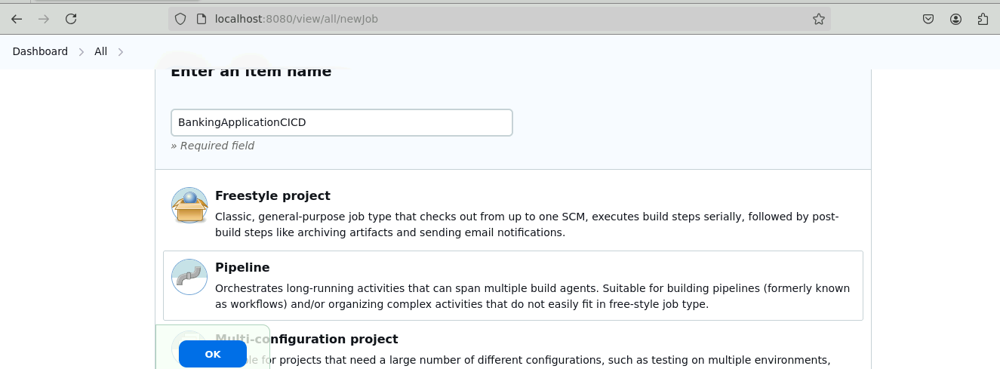 localhost:8080/view/all/newJob
Dashboard
All
Enter an item name
BankingApplicationCICD
» Required field
Freestyle project
Classic, general-purpose job type that checks out from up to one SCM, executes build steps serially, followed by post-
build steps like archiving artifacts and sending email notifications.
Pipeline
Orchestrates long-running activities that can span multiple build agents. Suitable for building pipelines (formerly known
as workflows) and/or organizing complex activities that do not easily fit in free-style job type.
Multi-configuration project
OK
for projects that need a large number of different configurations, such as testing on multiple environments,